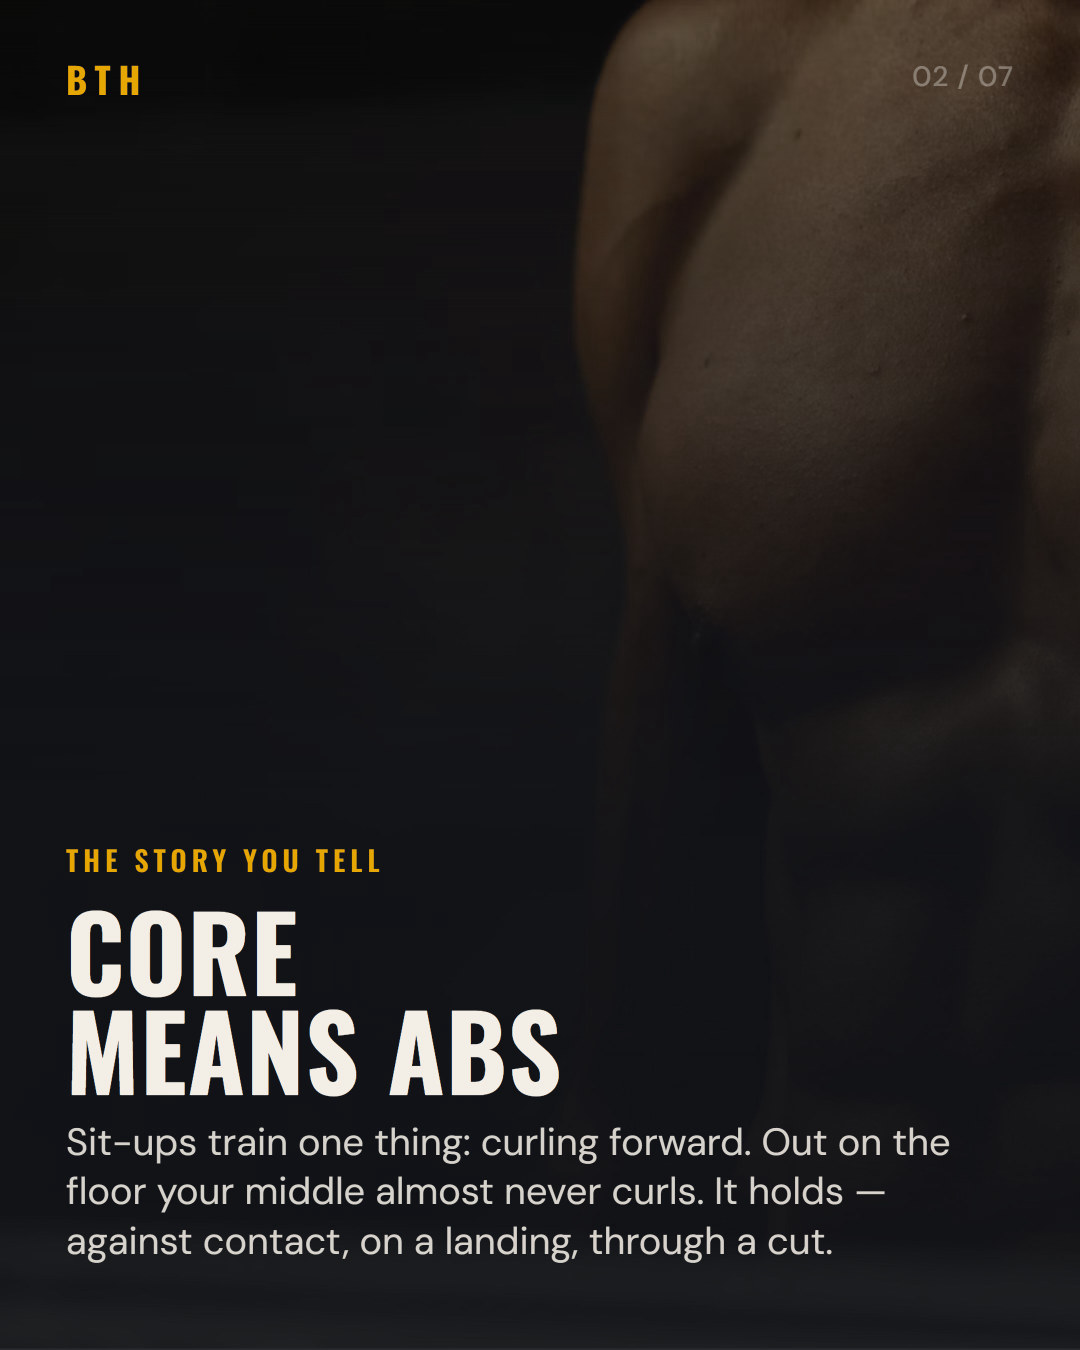 BTH
02 / 07
THE STORY YOU TELL
CORE
MEANS ABS
Sit-ups train one thing: curling forward. Out on the
floor your middle almost never curls. It holds —
against contact, on a landing, through a cut.